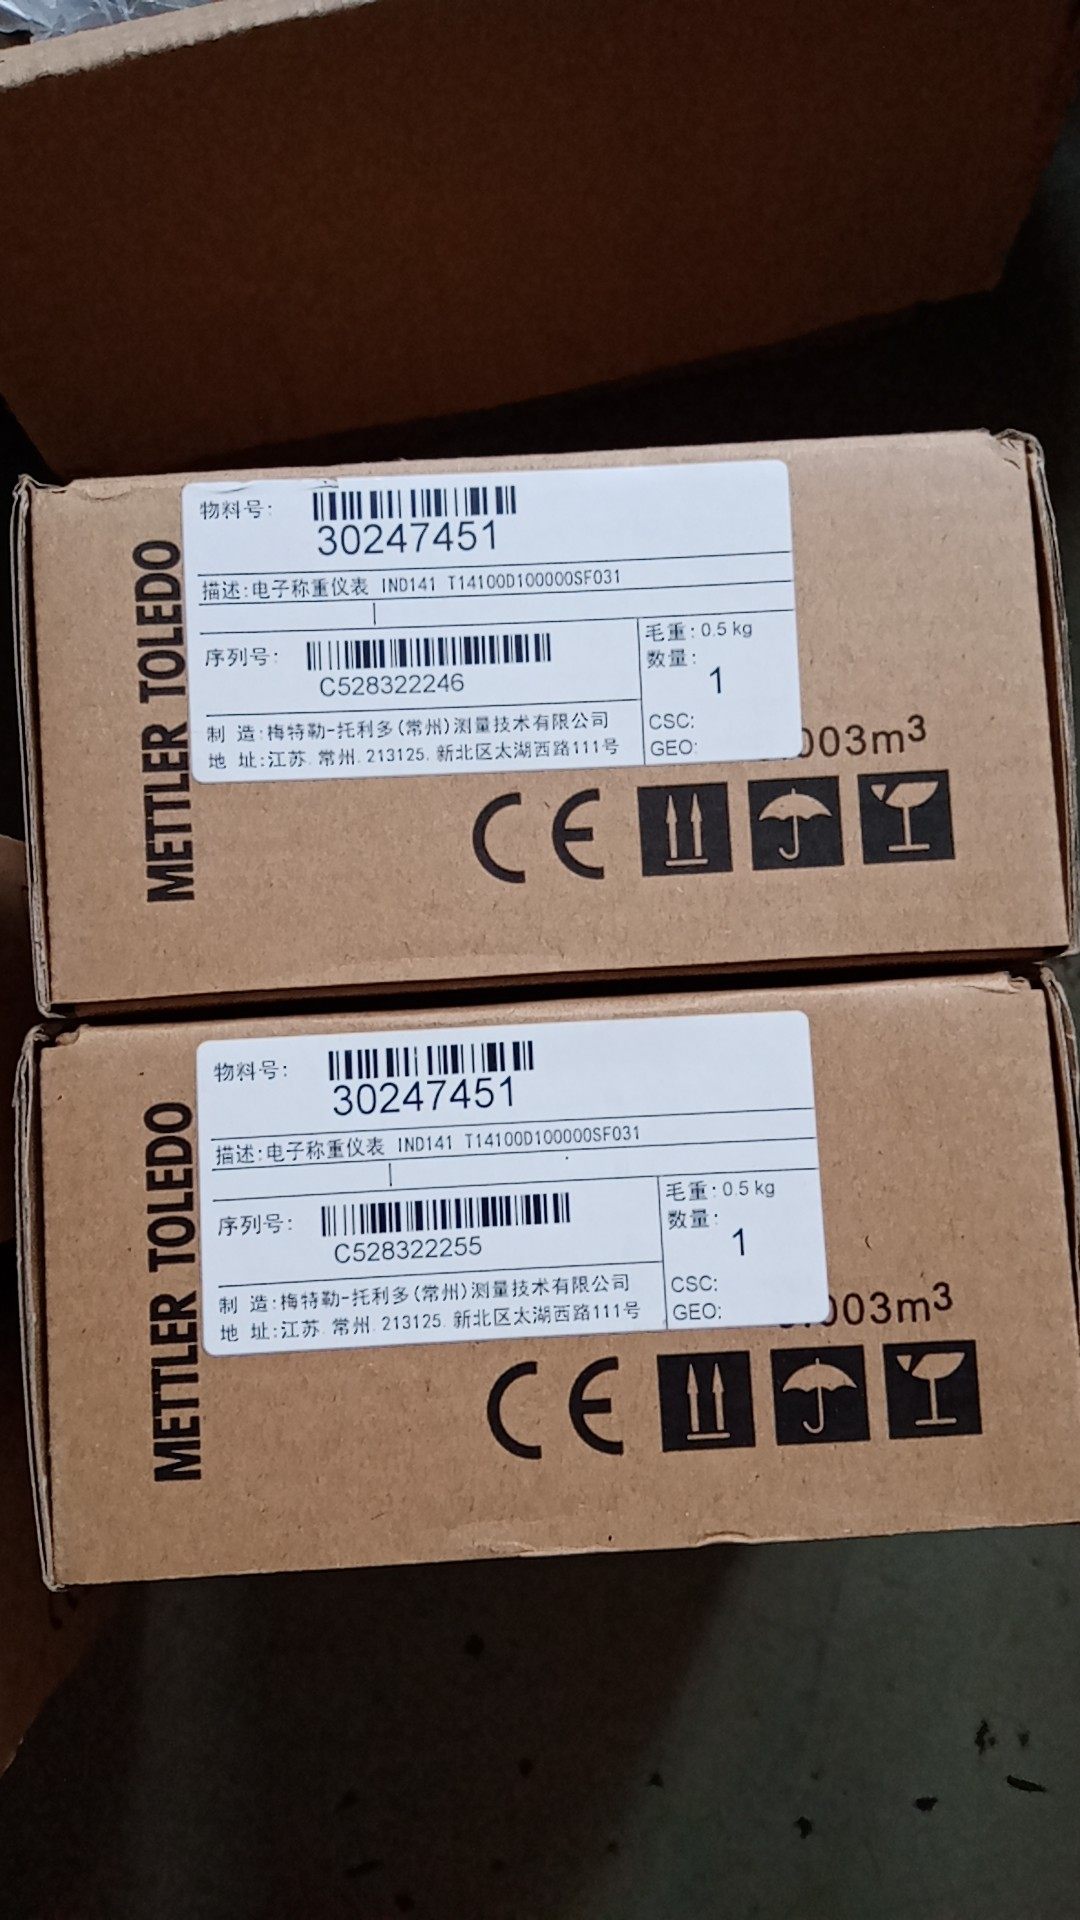 METTLER TOLEDO
物料号:
30247451
描述:电子称重仪表 IND141 T14100D100000SF031
序列号:
C528322246
毛重: 0.5 kg
数量:
1
制 造:梅特勒-托利多(常州)测量技术有限公司
地 址:江苏.常州.213125.新北区太湖西路111号
CSC:
GEO:
003m³
CE
METTLER TOLEDO
物料号:
30247451
描述:电子称重仪表 IND141 T14100D100000SF031
序列号:
C528322255
毛重: 0.5 kg
数量:
1
制 造:梅特勒-托利多(常州)测量技术有限公司
地 址:江苏.常州.213125.新北区太湖西路111号
CSC:
GEO:
.003m³
CE